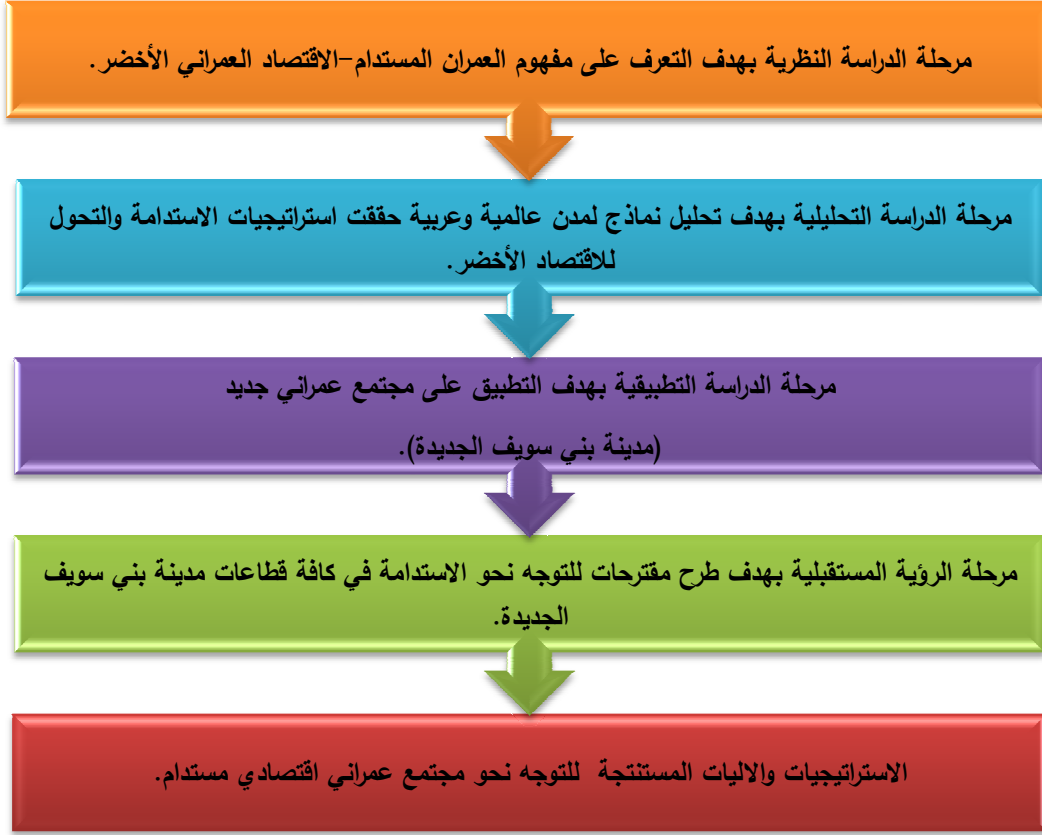 مرحلة الدراسة النظرية بهدف التعرف على مفهوم العمران المستدام-الاقتصاد العمراني الأخضر.
مرحلة الدراسة التحليلية بهدف تحليل نماذج لمدن عالمية وعربية حققت استراتيجيات الاستدامة والتحول
للاقتصاد الأخضر.
مرحلة الدراسة التطبيقية بهدف التطبيق على مجتمع عمراني جديد
(مدينة بني سويف الجديدة).
مرحلة الرؤية المستقبلية بهدف طرح مقترحات للتوجه نحو الاستدامة في كافة قطاعات مدينة بني سويف
الجديدة.
الاستراتيجيات والاليات المستنتجة للتوجه نحو مجتمع عمراني اقتصادي مستدام.